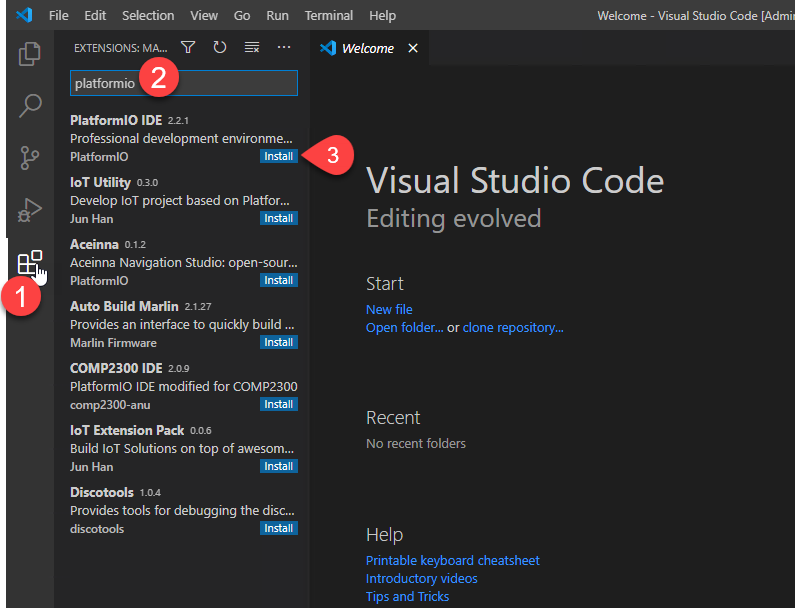 File Edit Selection View Go Run Terminal Help Welcome - Visual Studio Code [Admi
EXTENSIONS: MA... ···
Welcome ×
platformio
2
PlatformIO IDE 2.2.1
Professional development environme...
PlatformIO Install
3
IoT Utility 0.3.0
Develop IoT project based on Platfor...
Jun Han Install
Aceinna 0.1.2
Aceinna Navigation Studio: open-sour...
PlatformIO Install
1
Auto Build Marlin 2.1.27
Provides an interface to quickly build ...
Marlin Firmware Install
COMP2300 IDE 2.0.9
PlatformIO IDE modified for COMP2300
comp2300-anu Install
IoT Extension Pack 0.0.6
Build IoT Solutions on top of awesom...
Jun Han Install
Discotools 1.0.4
Provides tools for debugging the disc...
discotools Install
Visual Studio Code
Editing evolved
Start
New file
Open folder... or clone repository...
Recent
No recent folders
Help
Printable keyboard cheatsheet
Introductory videos
Tips and Tricks